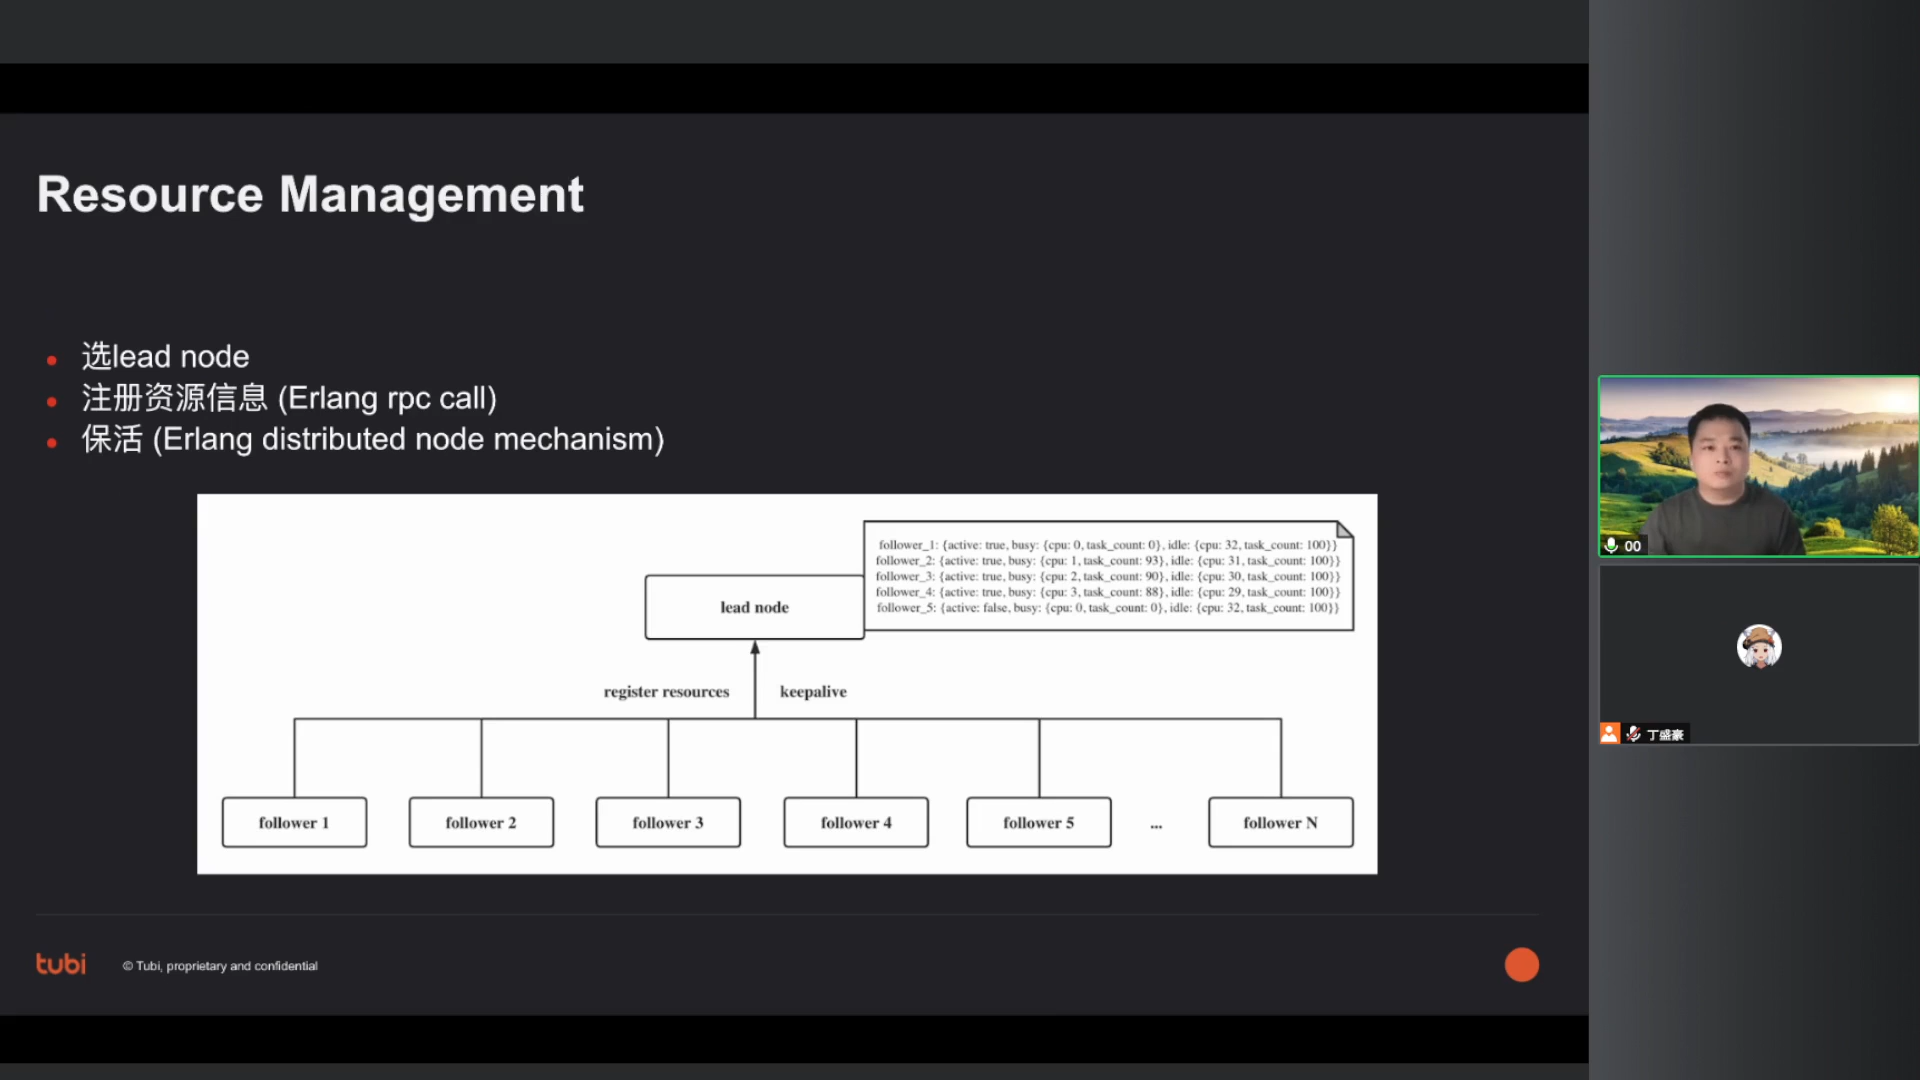 Resource Management
选lead node
注册资源信息 (Erlang rpc call)
保活 (Erlang distributed node mechanism)
follower_1: {active: true, busy: {cpu: 0, task_count: 0}, idle: {cpu: 32, task_count: 100}}
follower_2: {active: true, busy: {cpu: 1, task_count: 93}, idle: {cpu: 31, task_count: 100}}
follower_3: {active: true, busy: {cpu: 2, task_count: 90}, idle: {cpu: 30, task_count: 100}}
follower_4: {active: true, busy: {cpu: 3, task_count: 88}, idle: {cpu: 29, task_count: 100}}
follower_5: {active: false, busy: {cpu: 0, task_count: 0}, idle: {cpu: 32, task_count: 100}}
lead node
register resources
keepalive
follower 1
follower 2
follower 3
follower 4
follower 5
...
follower N
tubi
© Tubi, proprietary and confidential
00
丁盛豪